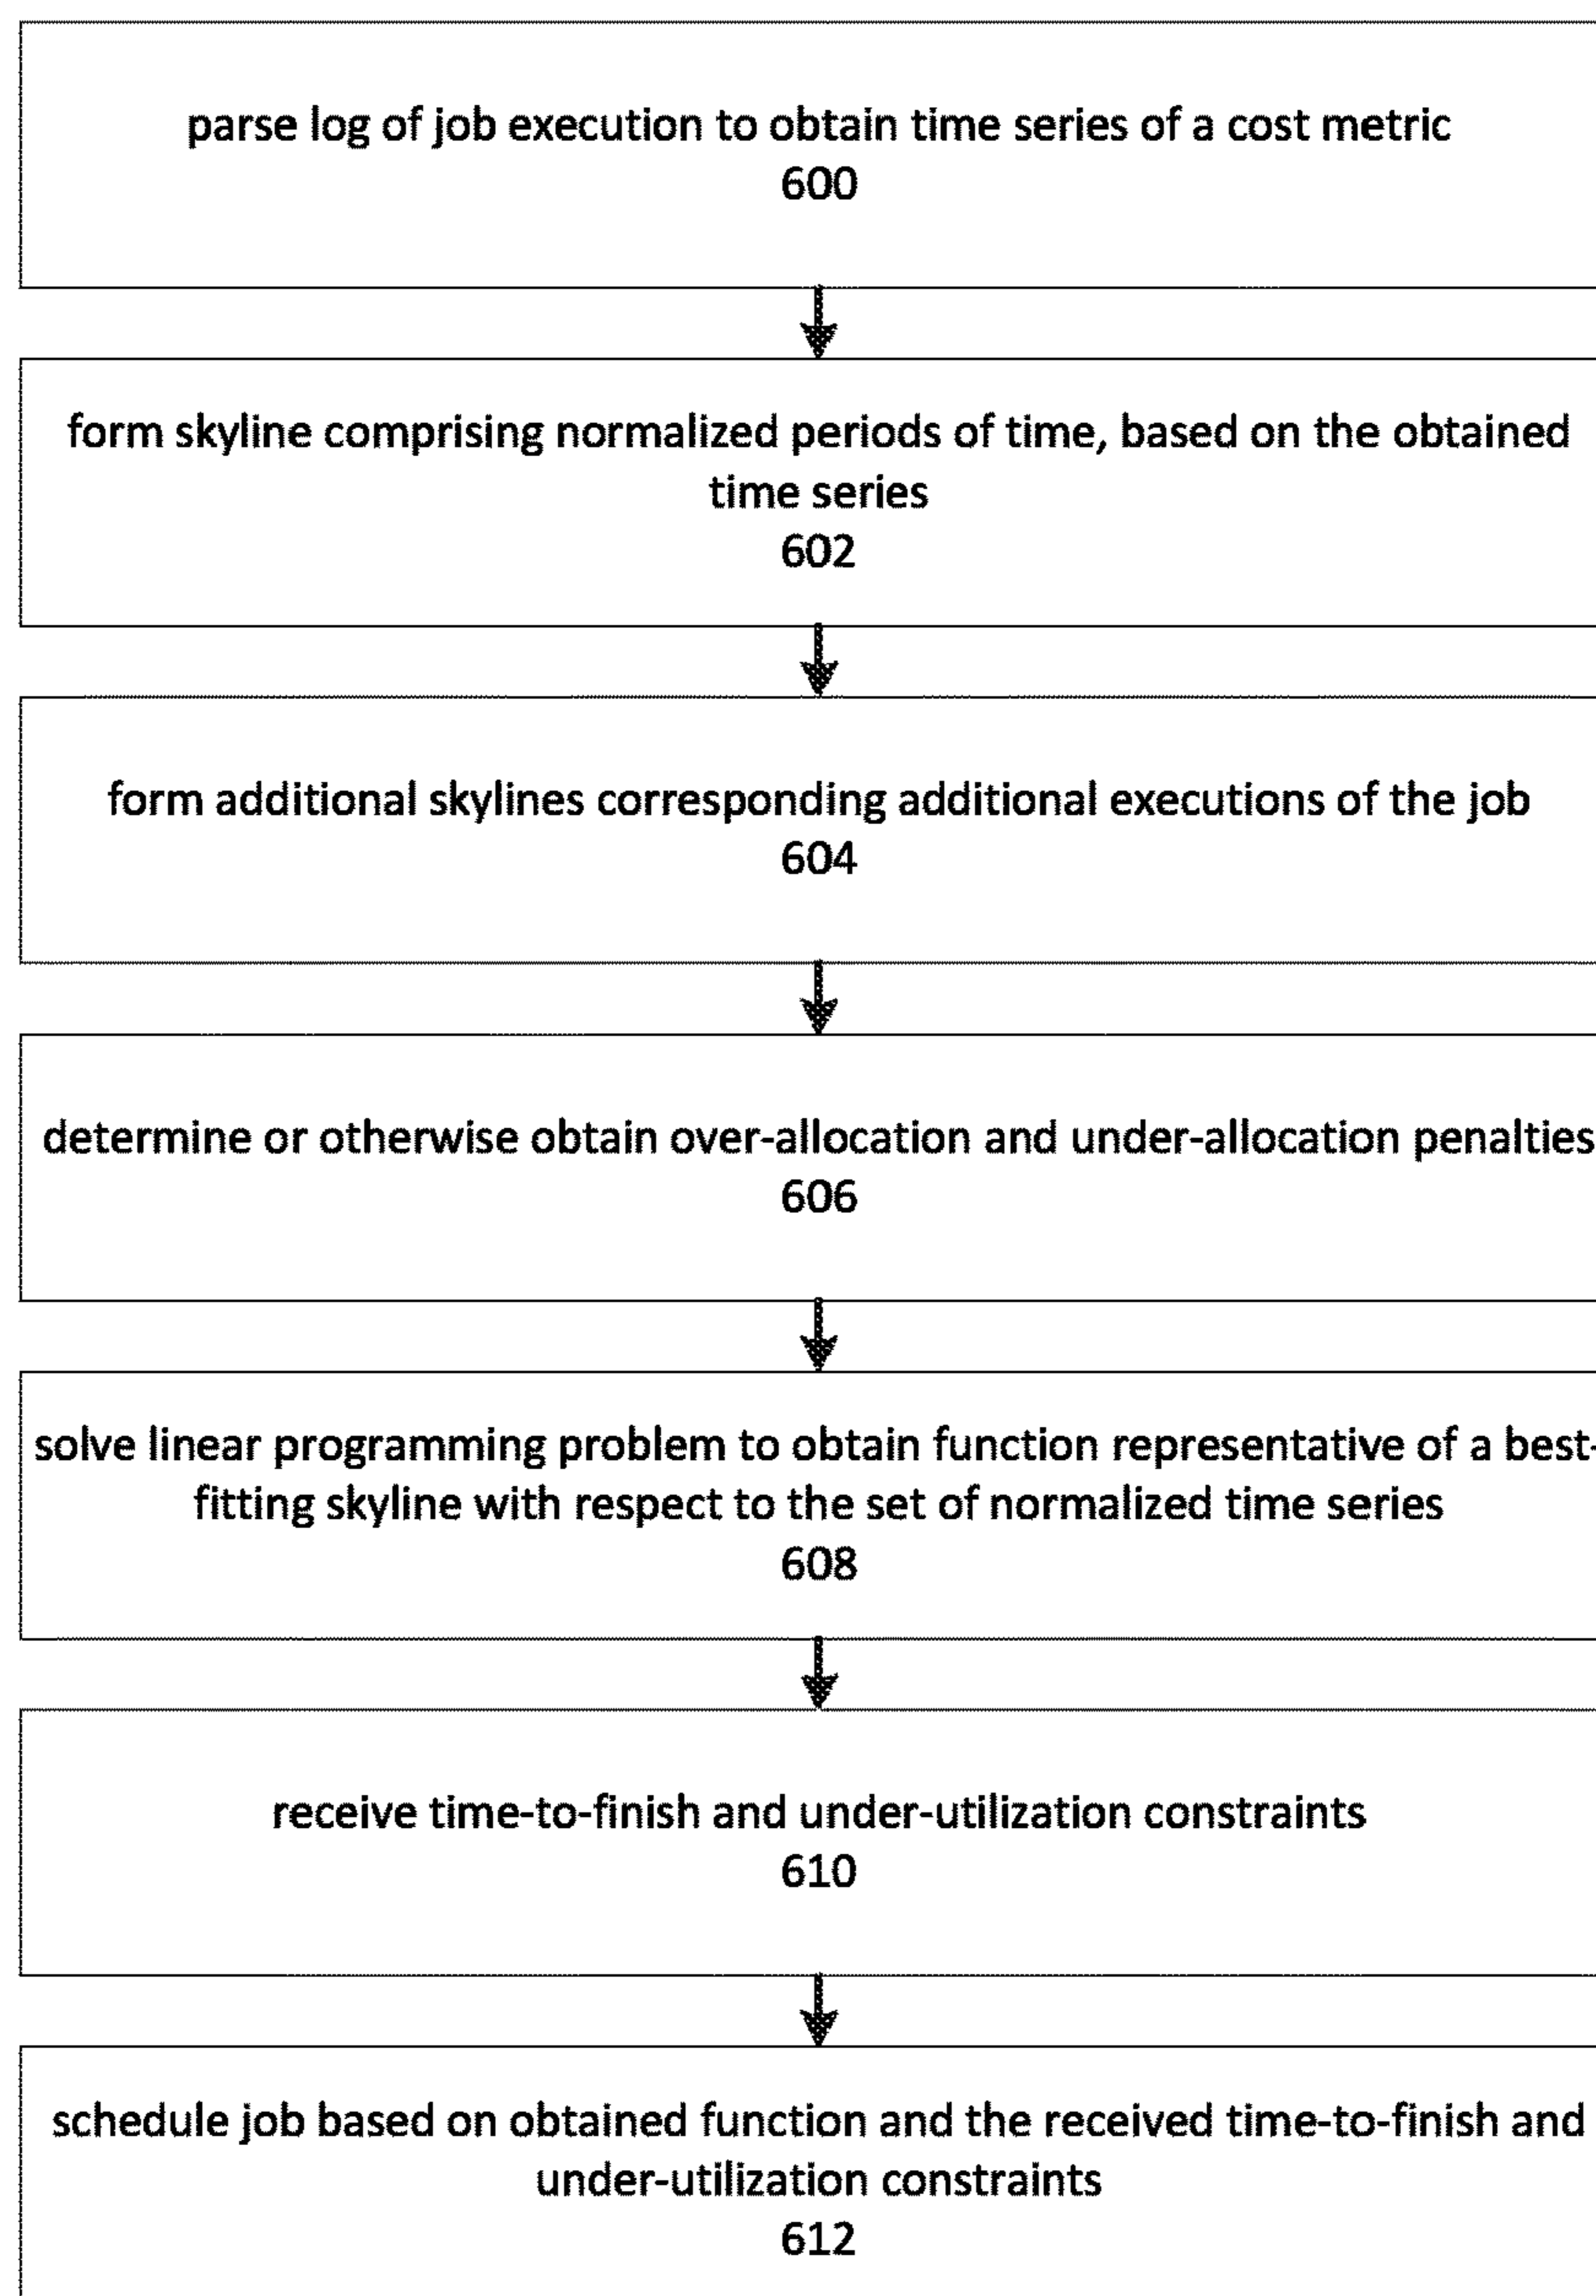 parse log of job execution to obtain time series of a cost metric
600
form skyline comprising normalized periods of time, based on the obtained
time series
602
form additional skylines corresponding additional executions of the job
604
determine or otherwise obtain over-allocation and under-allocation penalties
606
solve linear programming problem to obtain function representative of a best-
fitting skyline with respect to the set of normalized time series
608
receive time-to-finish and under-utilization constraints
610
schedule job based on obtained function and the received time-to-finish and
under-utilization constraints
612